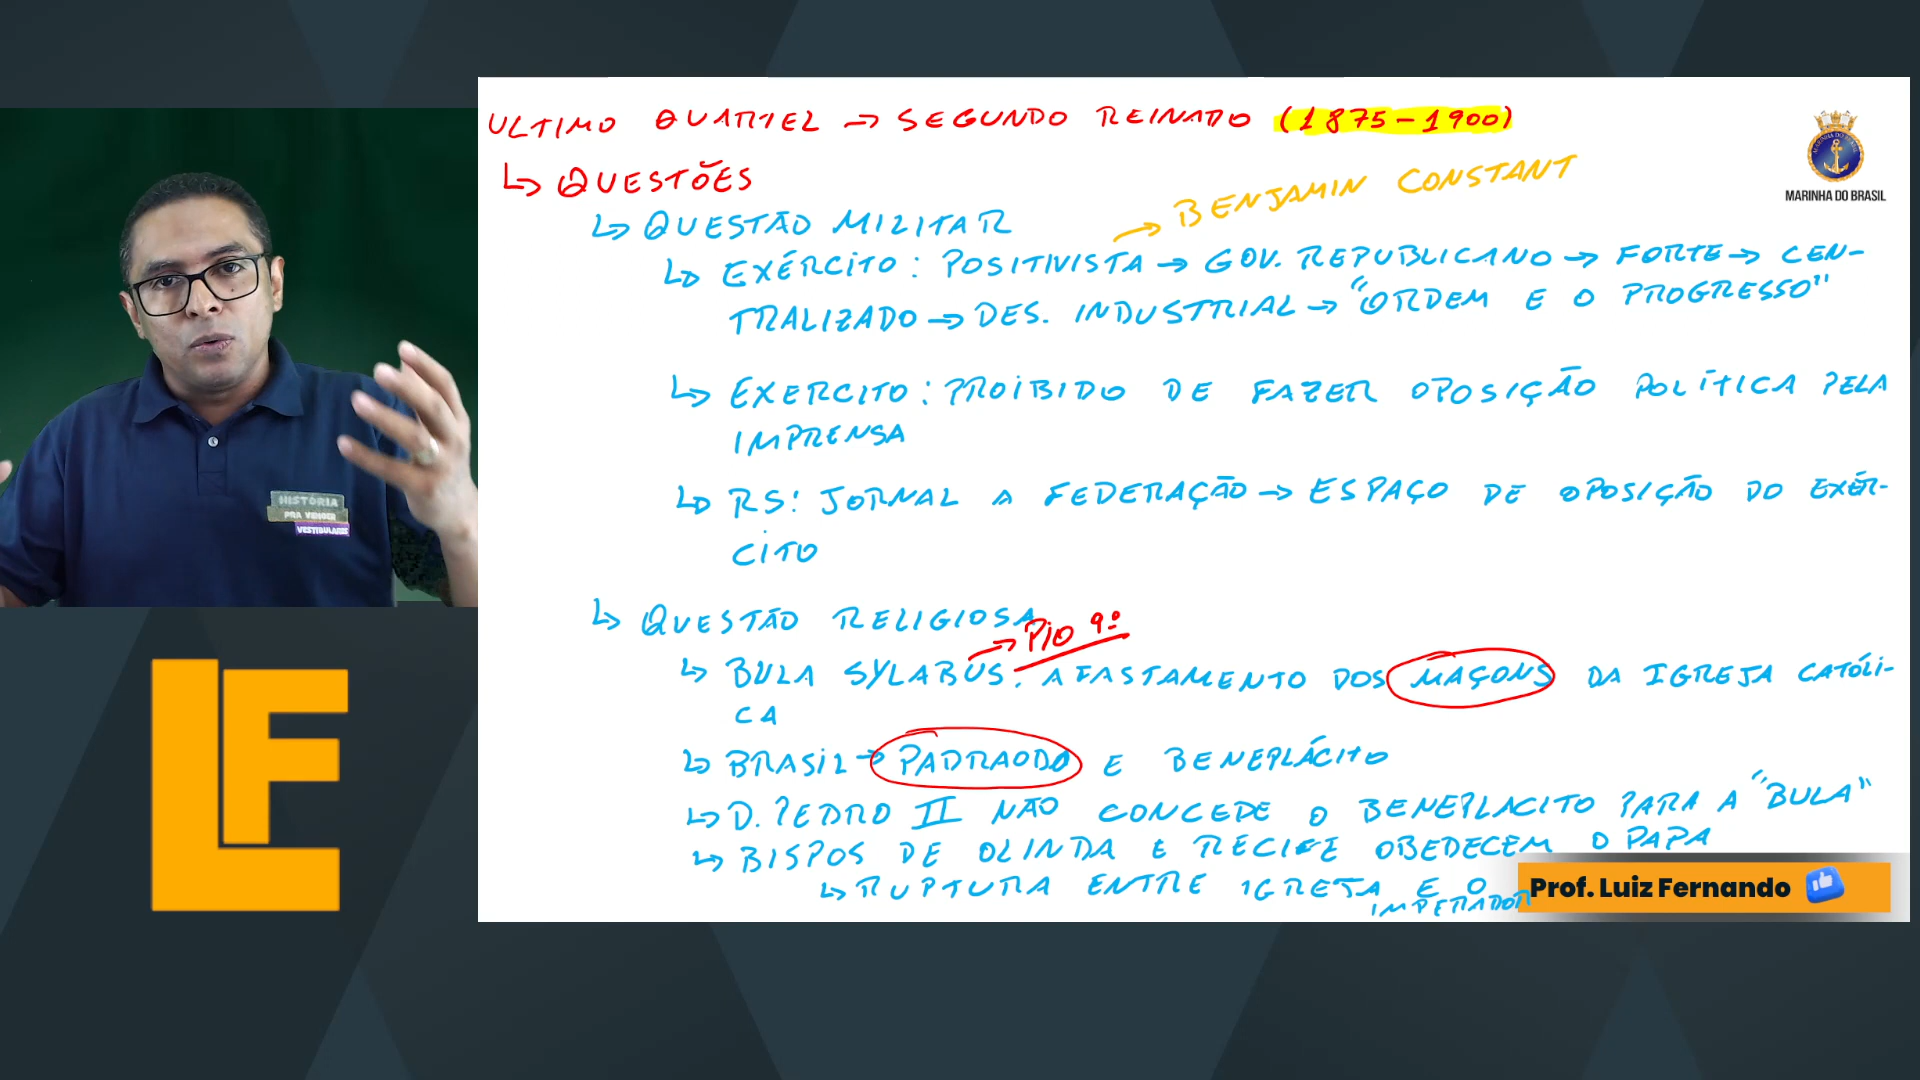 ULTIMO QUARTEL → SEGUNDO REINADO (1875-1900)
↳ QUESTÕES
BENJAMIN CONSTANT
↳ QUESTÃO MILITAR
↳ EXÉRCITO: POSITIVISTA → GOV. REPUBLICANO → FORTE → CEN-
TRALIZADO → DES. INDUSTRIAL → "ORDEM E O PROGRESSO"
↳ EXERCITO: PROIBIDO DE FAZER OPOSIÇÃO POLÍTICA PELA
IMPRENSA
↳ RS: JORNAL A FEDERAÇÃO → ESPAÇO DE OPOSIÇÃO DO EXÉR-
CITO
↳ QUESTÃO RELIGIOSA
→ PIO 9º
↳ BULA SYLABUS: AFASTAMENTO DOS MAÇONS DA IGREJA CATÓLI-
CA
↳ BRASIL → PADRAODO E BENEPLÁCITO
↳ D. PEDRO II NÃO CONCEDE O BENEPLACITO PARA A "BULA"
↳ BISPOS DE OLINDA E RECIFE OBEDECEM O PAPA
↳ RUPTURA ENTRE IGREJA E O
IMPERADOR
MARINHA DO BRASIL
HISTÓRIA
PRA VENCER
VESTIBULARES
LF
Prof. Luiz Fernando